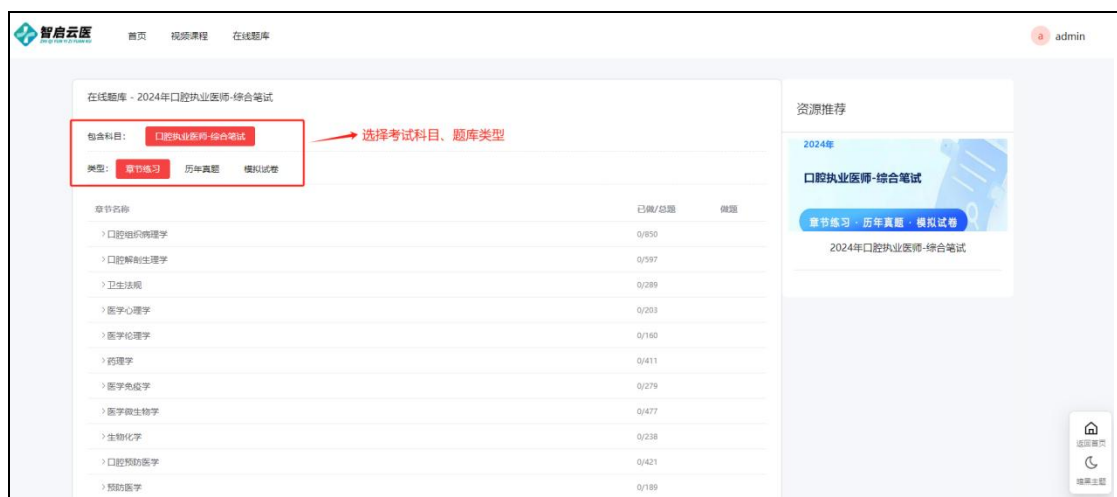 智启云医 首页 视频课程 在线题库 a admin
在线题库 - 2024年口腔执业医师-综合笔试
包含科目： 口腔执业医师-综合笔试
选择考试科目、题库类型
类型： 章节练习 历年真题 模拟试卷
章节名称 已做/总题 做题
口腔组织病理学 0/850
口腔解剖生理学 0/597
卫生法规 0/289
医学心理学 0/203
医学伦理学 0/160
药理学 0/411
医学免疫学 0/279
医学微生物学 0/477
生物化学 0/238
口腔预防医学 0/421
预防医学 0/189
资源推荐
2024年
口腔执业医师-综合笔试
章节练习 · 历年真题 · 模拟试卷
2024年口腔执业医师-综合笔试
返回首页
暗黑主题